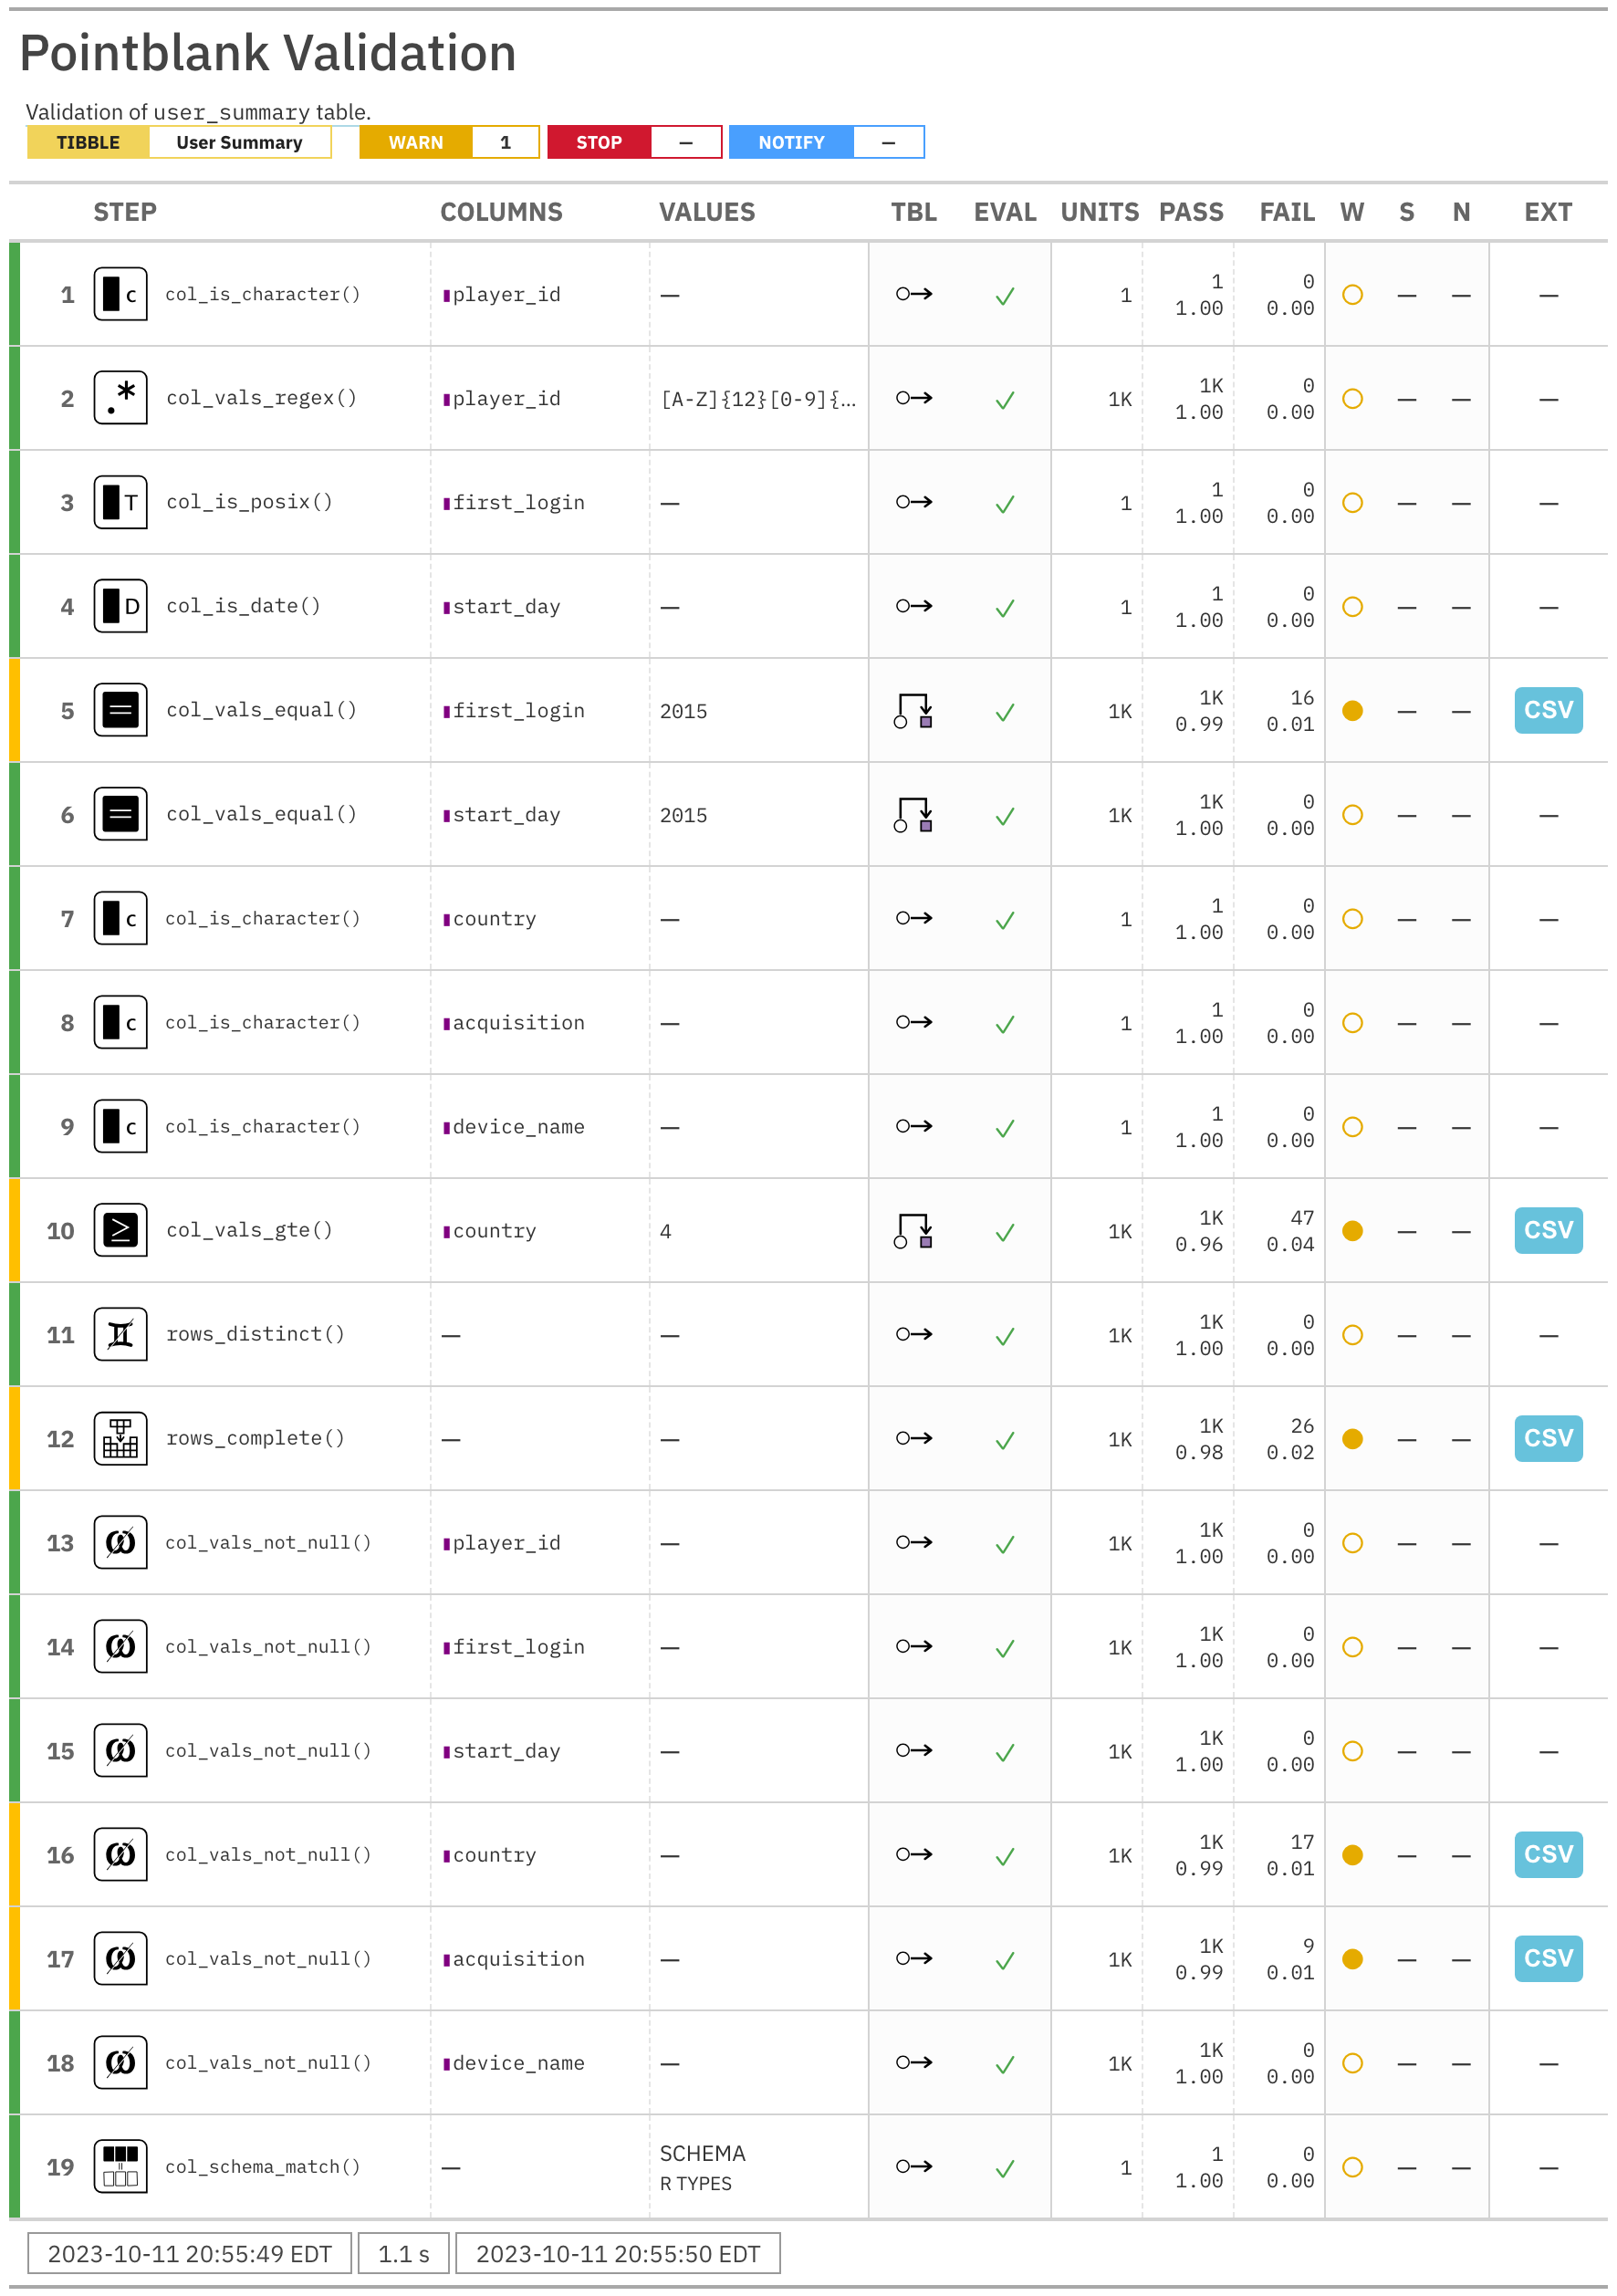 Pointblank Validation
Validation of user_summary table.
TIBBLE User Summary WARN 1 STOP — NOTIFY —
STEP COLUMNS VALUES TBL EVAL UNITS PASS FAIL W S N EXT
1 c col_is_character() player_id — ✓ 1 1 1.00 0 0.00 — — —
2 .* col_vals_regex() player_id [A-Z]{12}[0-9]{… ✓ 1K 1K 1.00 0 0.00 — — —
3 T col_is_posix() first_login — ✓ 1 1 1.00 0 0.00 — — —
4 D col_is_date() start_day — ✓ 1 1 1.00 0 0.00 — — —
5 = col_vals_equal() first_login 2015 ✓ 1K 1K 0.99 16 0.01 — — CSV
6 = col_vals_equal() start_day 2015 ✓ 1K 1K 1.00 0 0.00 — — —
7 c col_is_character() country — ✓ 1 1 1.00 0 0.00 — — —
8 c col_is_character() acquisition — ✓ 1 1 1.00 0 0.00 — — —
9 c col_is_character() device_name — ✓ 1 1 1.00 0 0.00 — — —
10 ≥ col_vals_gte() country 4 ✓ 1K 1K 0.96 47 0.04 — — CSV
11 rows_distinct() — — ✓ 1K 1K 1.00 0 0.00 — — —
12 rows_complete() — — ✓ 1K 1K 0.98 26 0.02 — — CSV
13 col_vals_not_null() player_id — ✓ 1K 1K 1.00 0 0.00 — — —
14 col_vals_not_null() first_login — ✓ 1K 1K 1.00 0 0.00 — — —
15 col_vals_not_null() start_day — ✓ 1K 1K 1.00 0 0.00 — — —
16 col_vals_not_null() country — ✓ 1K 1K 0.99 17 0.01 — — CSV
17 col_vals_not_null() acquisition — ✓ 1K 1K 0.99 9 0.01 — — CSV
18 col_vals_not_null() device_name — ✓ 1K 1K 1.00 0 0.00 — — —
19 col_schema_match() — SCHEMA R TYPES ✓ 1 1 1.00 0 0.00 — — —
2023-10-11 20:55:49 EDT 1.1 s 2023-10-11 20:55:50 EDT